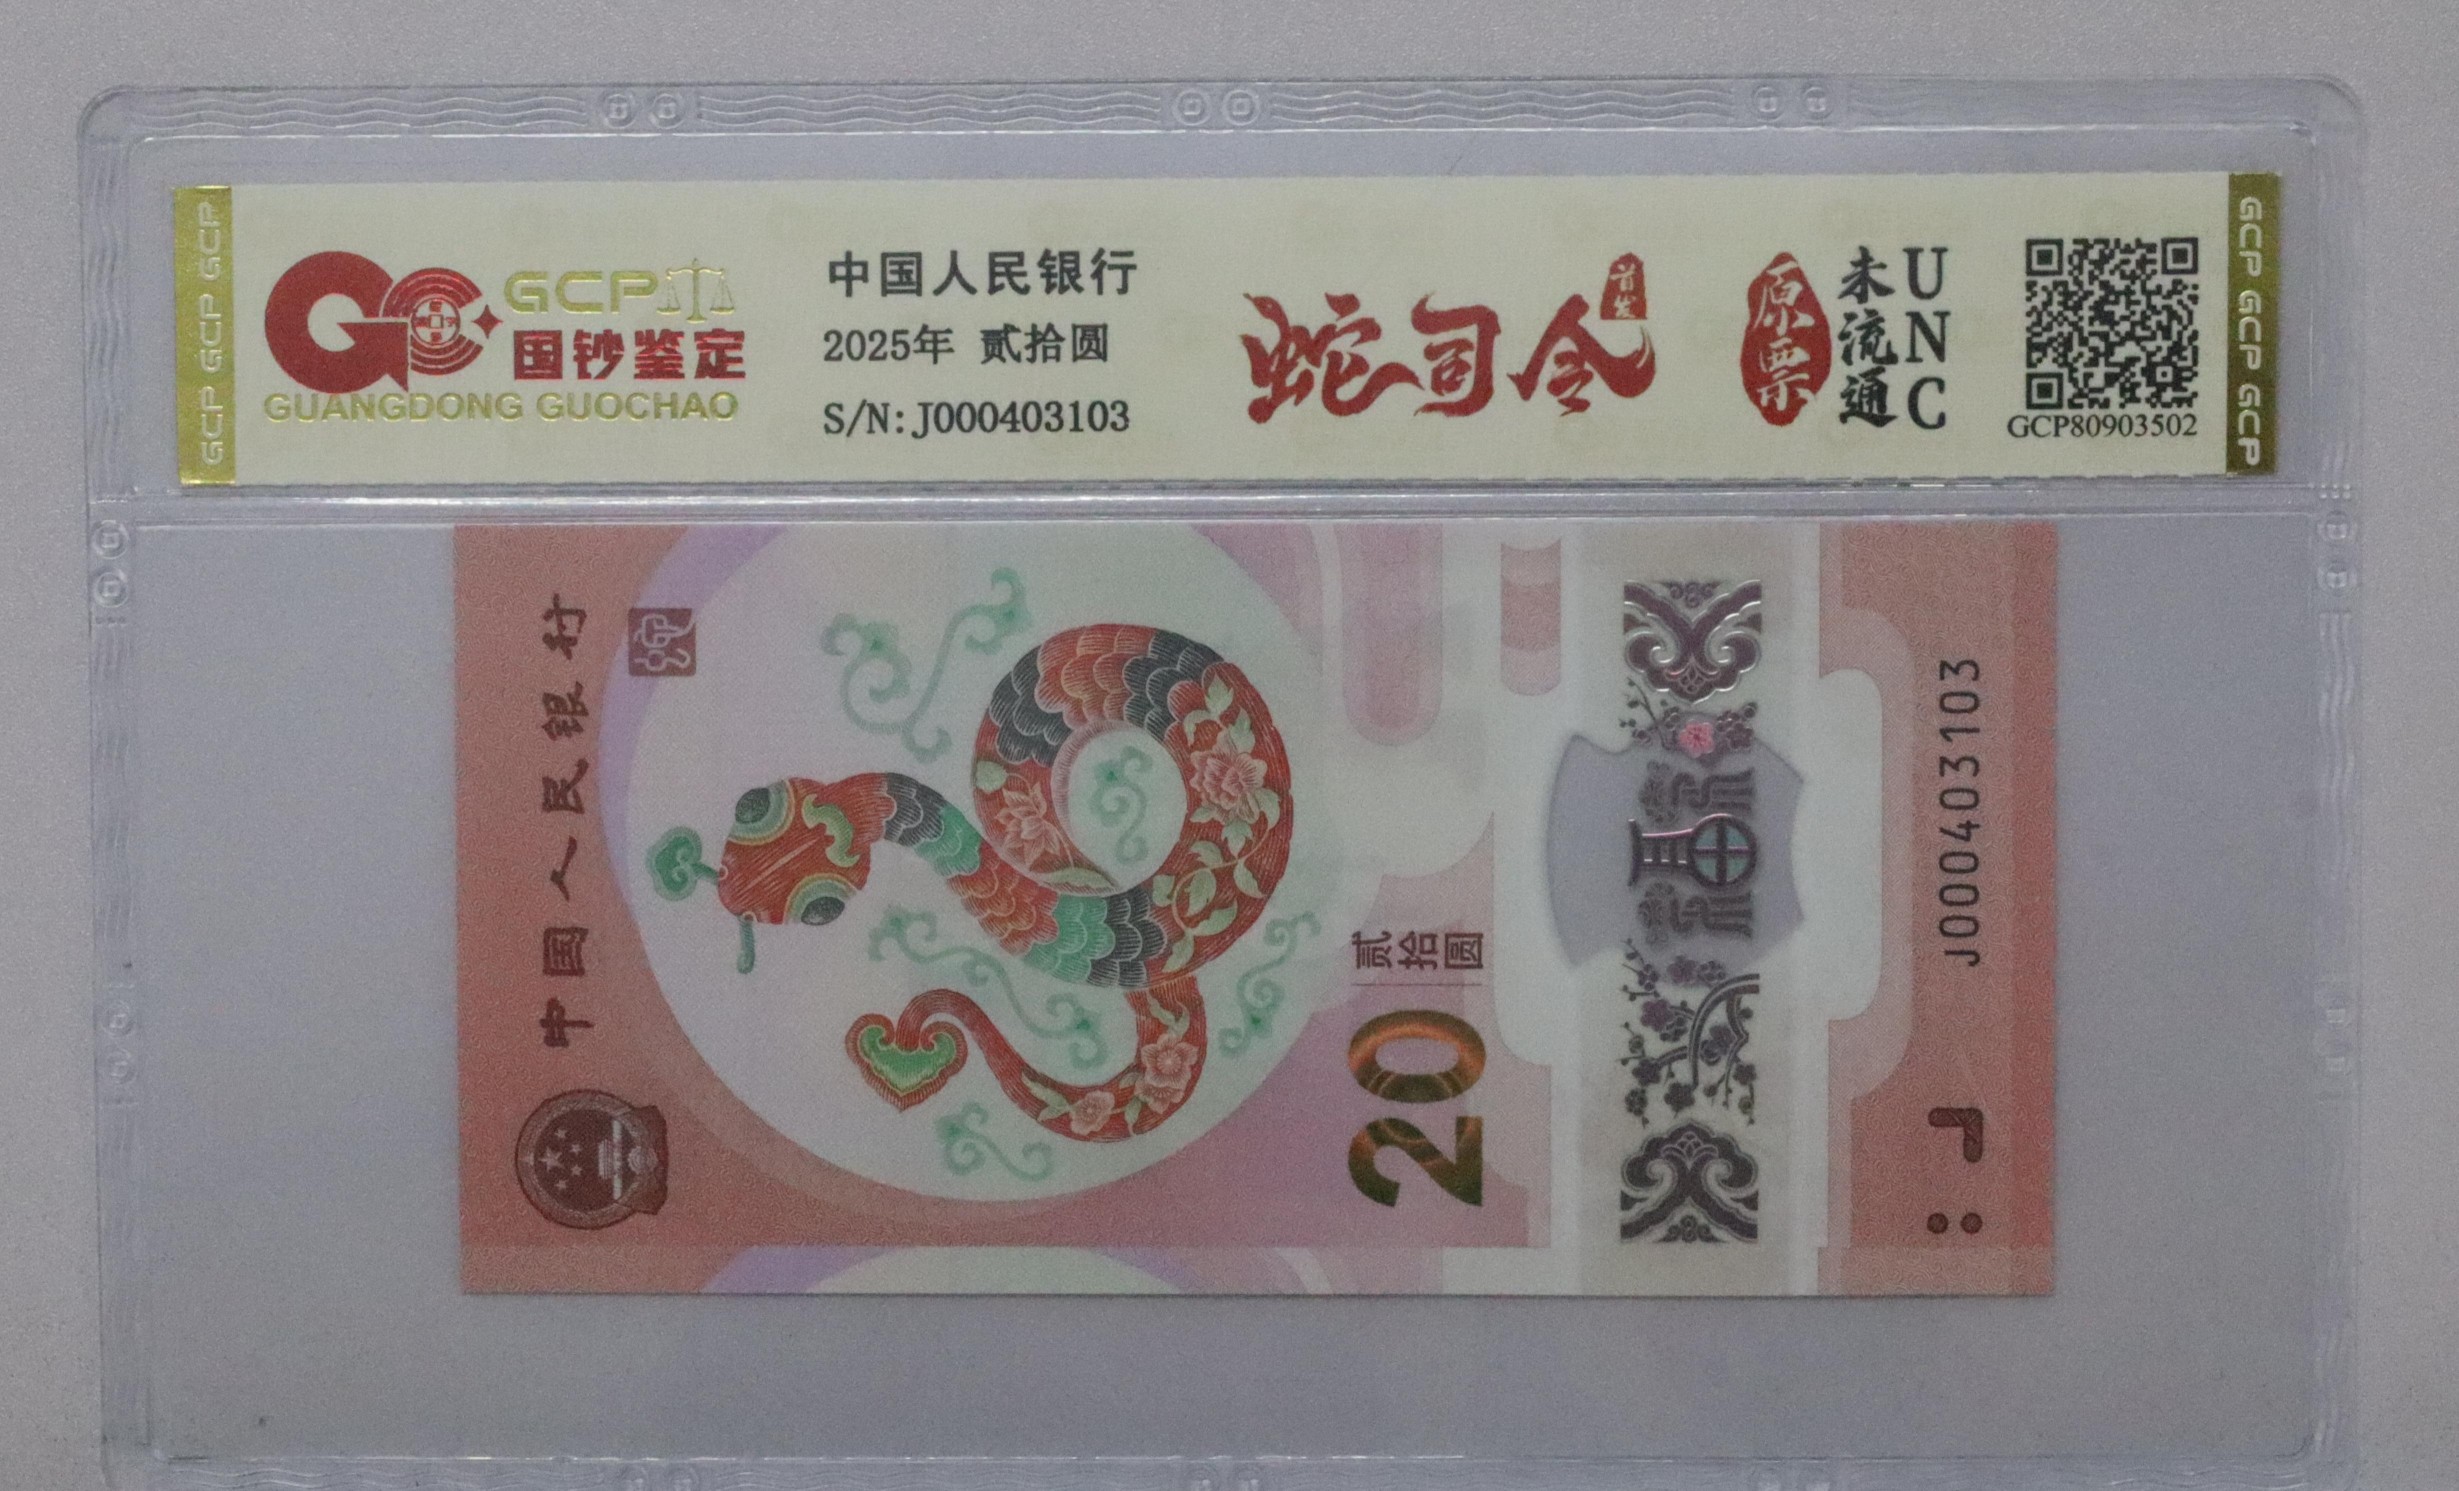 GCP
国钞鉴定
GUANGDONG GUOCHAO
中国人民银行
2025年 贰拾圆
S/N:J000403103
蛇司令
首发
原票
未流通
UNC
GCP80903502
GCP GCP GCP
GCP GCP GCP
中国人民银行
蛇
20
贰拾圆
福
J000403103